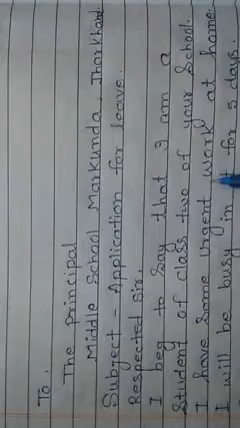 To,
The Principal
Middle School Markunda, Jharkhand
Subject - Application for leave.
Respected sir,
I beg to say that I am a
student of class two of your school.
I have some urgent work at home
I will be busy in it for 5 days.